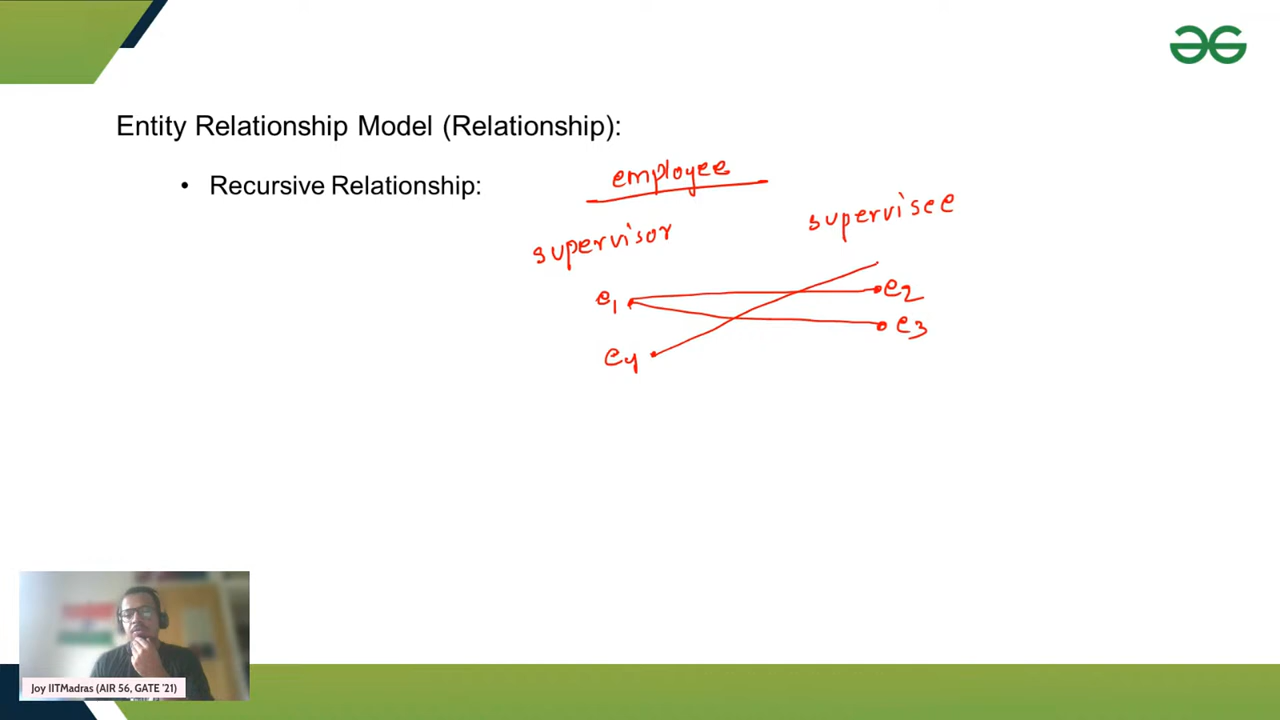 Entity Relationship Model (Relationship):
• Recursive Relationship:
employee
supervisor
supervisee
e1
e2
e3
e4
Joy IITMadras (AIR 56, GATE '21)